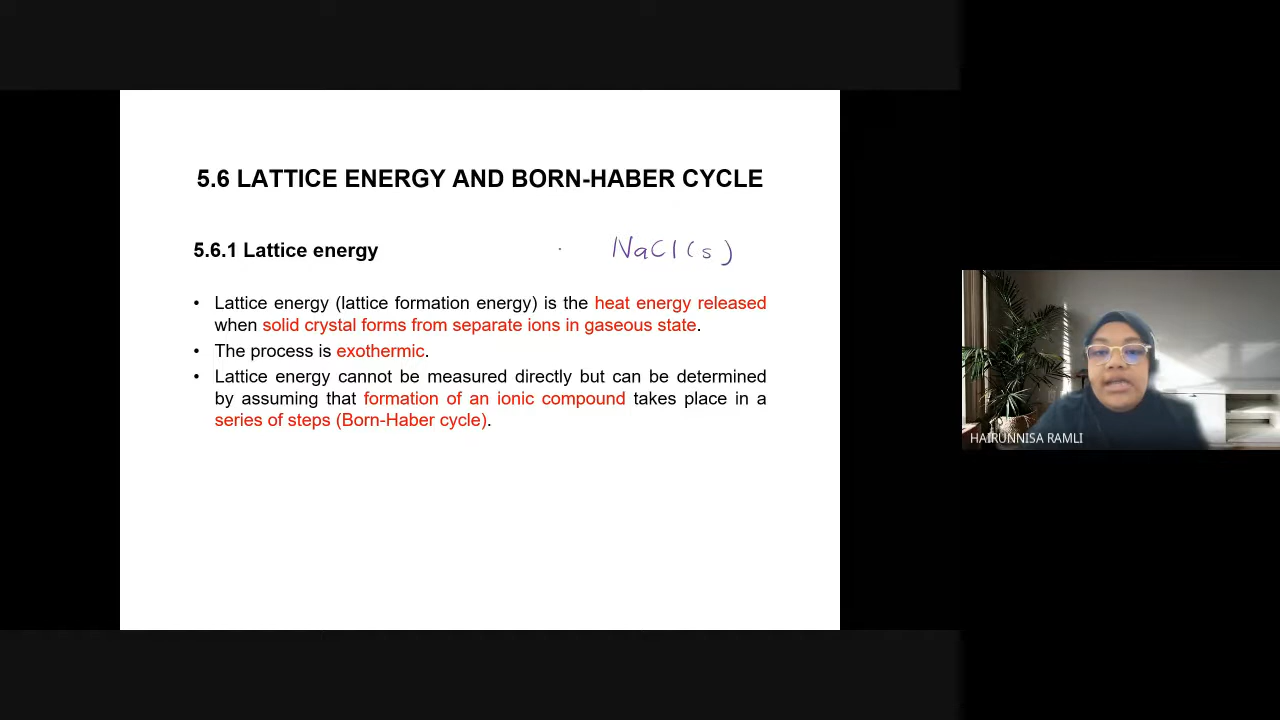 5.6 LATTICE ENERGY AND BORN-HABER CYCLE
5.6.1 Lattice energy
NaCl(s)
• Lattice energy (lattice formation energy) is the heat energy released
when solid crystal forms from separate ions in gaseous state.
• The process is exothermic.
• Lattice energy cannot be measured directly but can be determined
by assuming that formation of an ionic compound takes place in a
series of steps (Born-Haber cycle).
HAIRUNNISA RAMLI